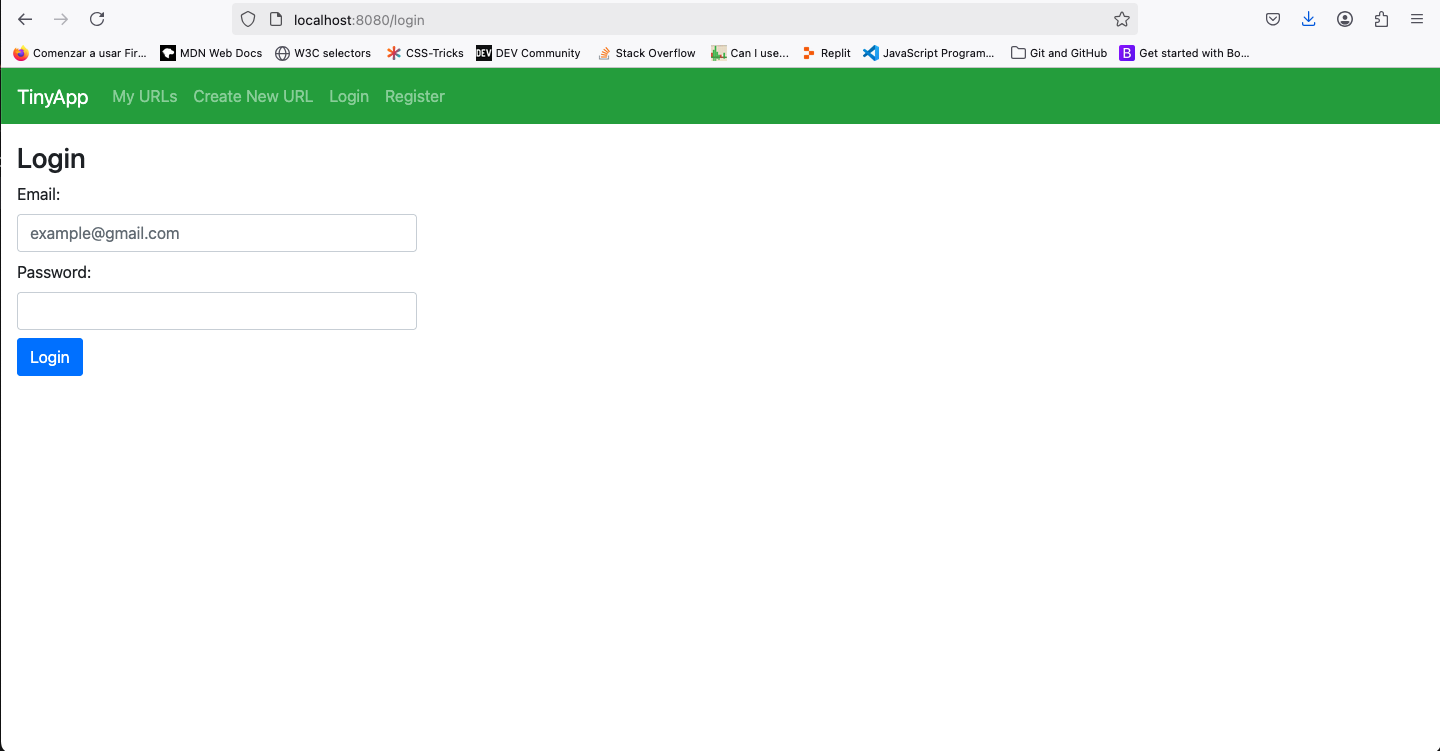 localhost:8080/login
Comenzar a usar Fir... MDN Web Docs W3C selectors CSS-Tricks DEV DEV Community Stack Overflow Can I use... Replit JavaScript Program... Git and GitHub B Get started with Bo...
TinyApp My URLs Create New URL Login Register
Login
Email:
example@gmail.com
Password:
Login